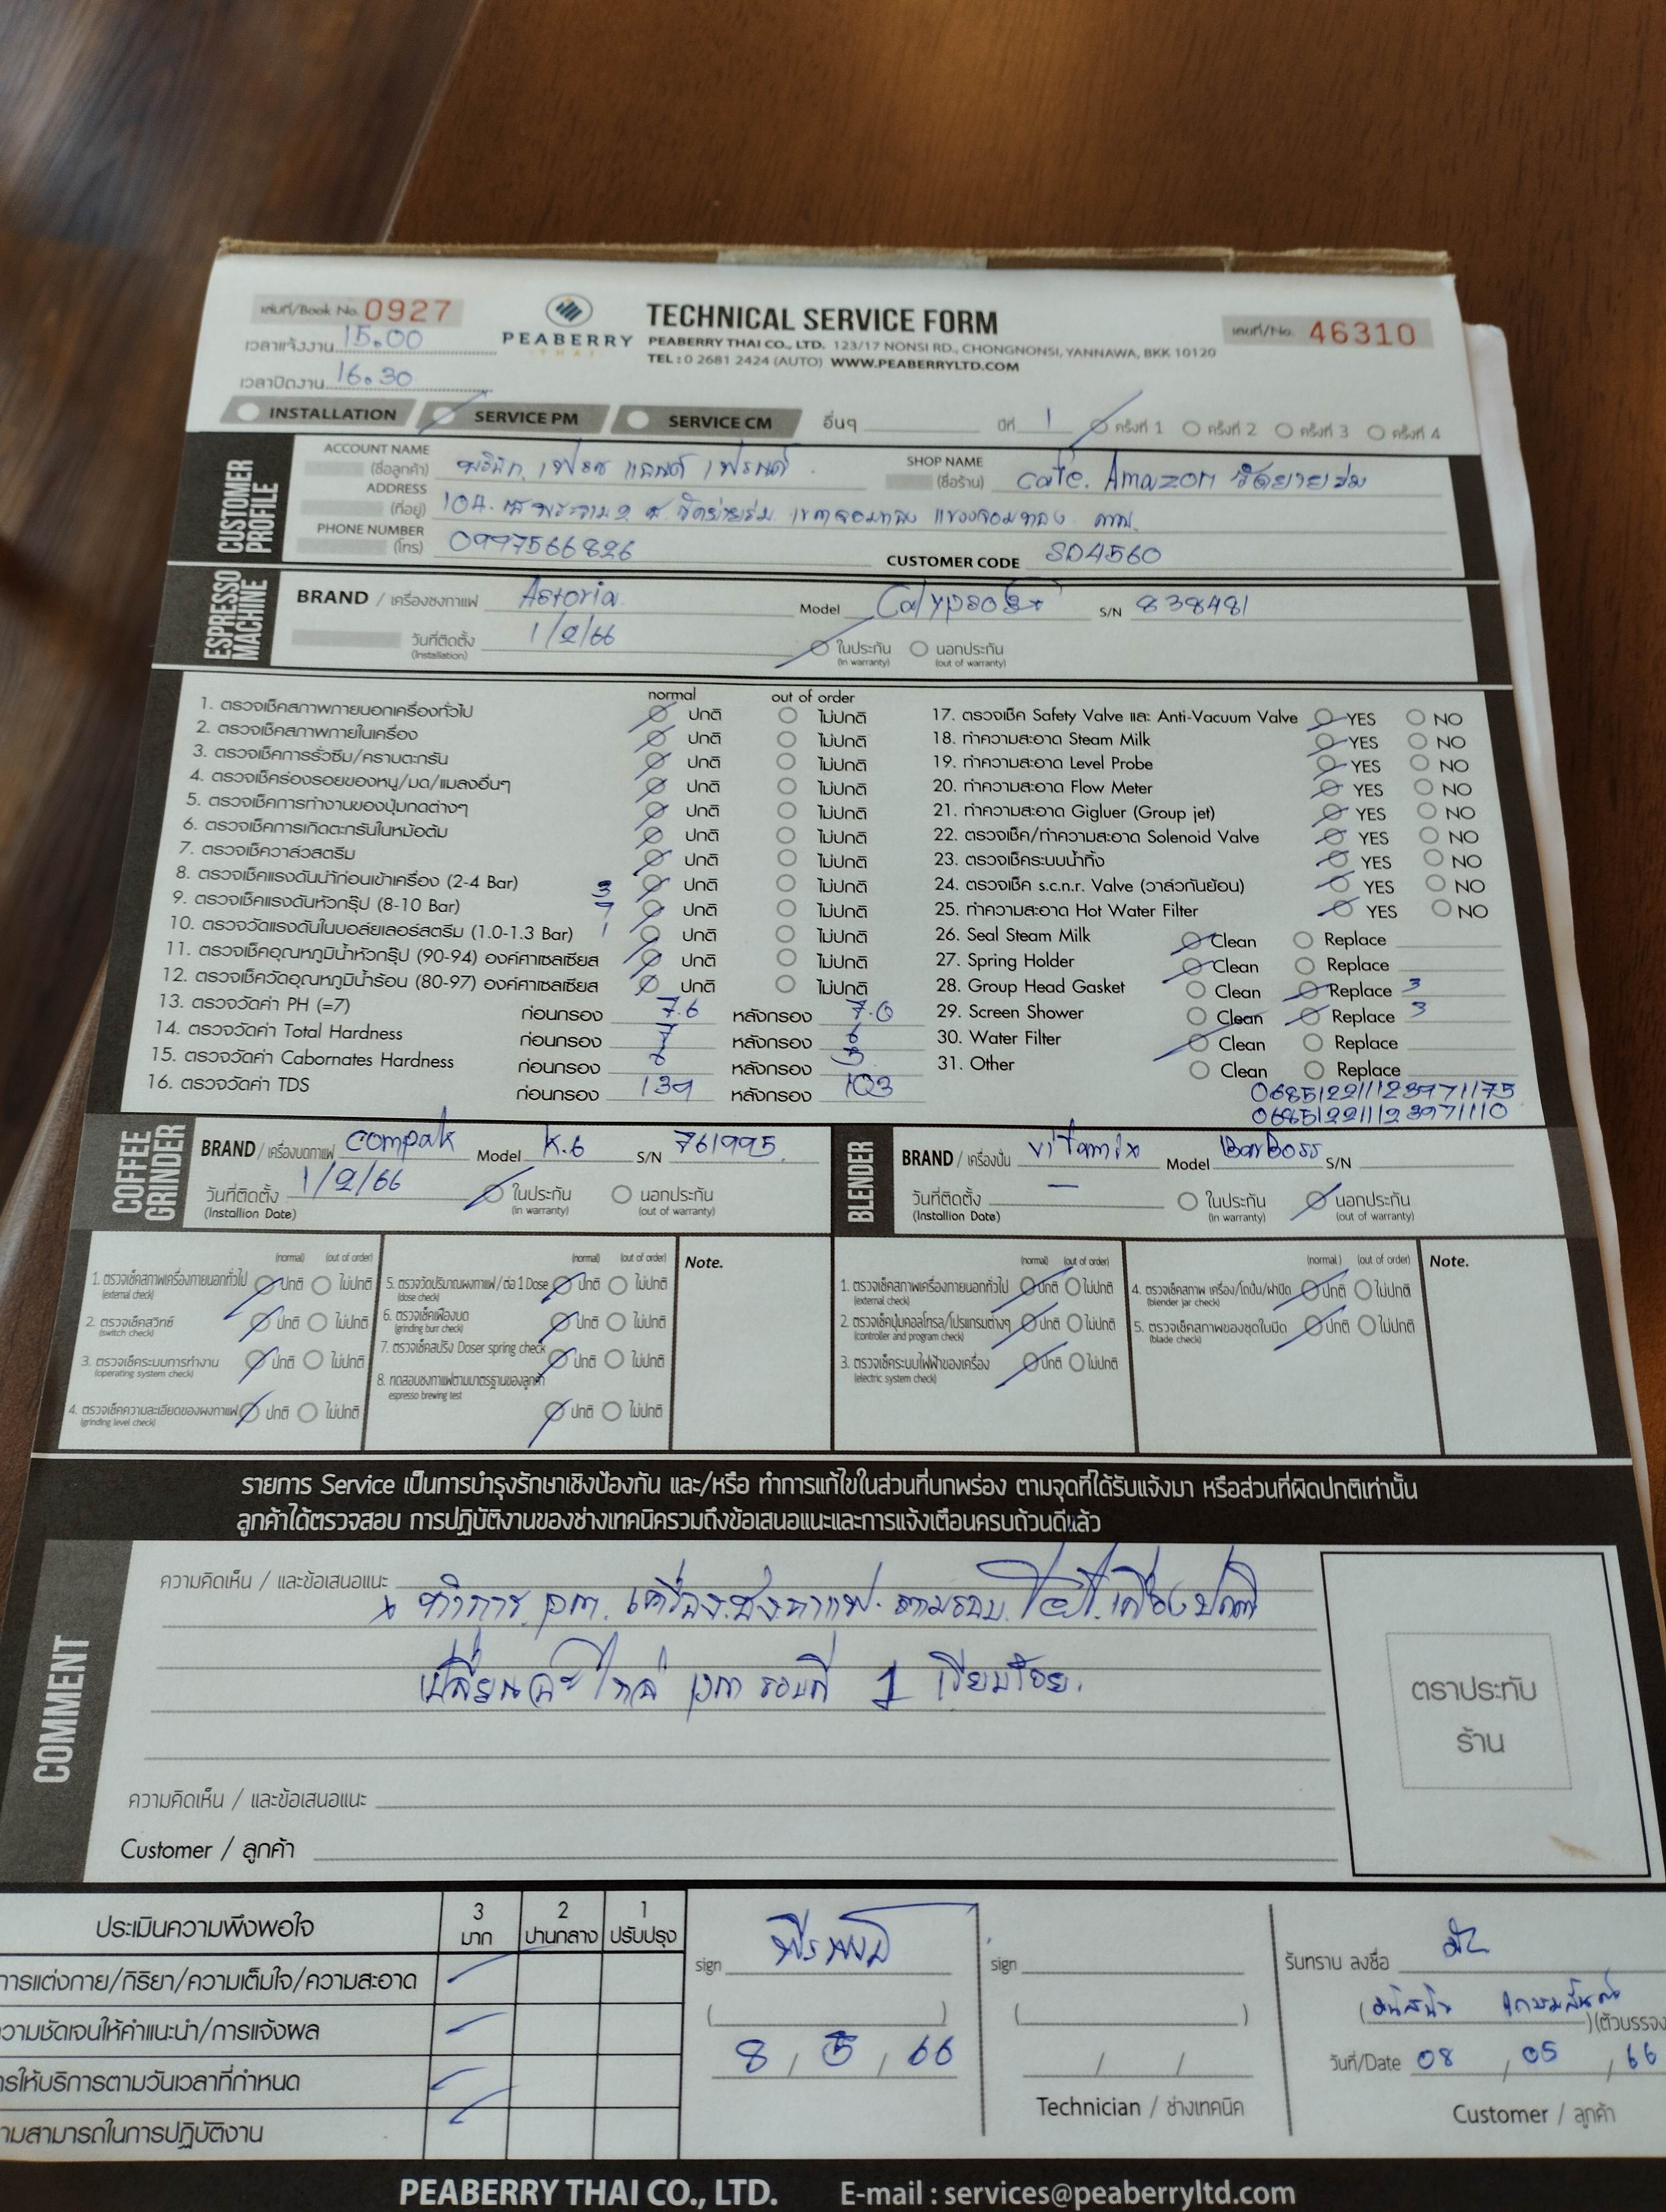 เล่มที่/Book No. 0927
เวลาแจ้งงาน 15.00
เวลาปิดงาน 16.30
PEABERRY
THAI
TECHNICAL SERVICE FORM
PEABERRY THAI CO., LTD. 123/17 NONSI RD., CHONGNONSI, YANNAWA, BKK 10120
TEL : 0 2681 2424 (AUTO) WWW.PEABERRYLTD.COM
เลขที่/No. 46310
INSTALLATION SERVICE PM SERVICE CM อื่นๆ ปีที่ 1 ครั้งที่ 1 ครั้งที่ 2 ครั้งที่ 3 ครั้งที่ 4
CUSTOMER PROFILE
ACCOUNT NAME
(ชื่อลูกค้า) เฟรช แอนด์ เฟรนด์
SHOP NAME
(ชื่อร้าน) Cafe. Amazon วัดยายร่ม
ADDRESS
(ที่อยู่) 104. พระราม 2 วัดยายร่ม เขตจอมทอง แขวงจอมทอง กทม.
PHONE NUMBER
(โทร) 0997566826
CUSTOMER CODE SD4560
ESPRESSO MACHINE
BRAND / เครื่องชงกาแฟ Astoria Model Calypso S/N 838481
วันที่ติดตั้ง 1/2/66 ในประกัน นอกประกัน
(Installation) (in warranty) (out of warranty)
normal out of order
1. ตรวจเช็คสภาพภายนอกเครื่องทั่วไป ปกติ ไม่ปกติ
2. ตรวจเช็คสภาพภายในเครื่อง ปกติ ไม่ปกติ
3. ตรวจเช็คการรั่วซึม/คราบตะกรัน ปกติ ไม่ปกติ
4. ตรวจเช็คร่องรอยของหนู/มด/แมลงอื่นๆ ปกติ ไม่ปกติ
5. ตรวจเช็คการทำงานของปุ่มกดต่างๆ ปกติ ไม่ปกติ
6. ตรวจเช็คการเกิดตะกรันในหม้อต้ม ปกติ ไม่ปกติ
7. ตรวจเช็ควาล์วสตรีม ปกติ ไม่ปกติ
8. ตรวจเช็คแรงดันน้ำก่อนเข้าเครื่อง (2-4 Bar) 3 ปกติ ไม่ปกติ
9. ตรวจเช็คแรงดันหัวกรุ๊ป (8-10 Bar) 9 ปกติ ไม่ปกติ
10. ตรวจวัดแรงดันในบอล์ยเลอร์สตรีม (1.0-1.3 Bar) 1 ปกติ ไม่ปกติ
11. ตรวจเช็คอุณหภูมิน้ำหัวกรุ๊ป (90-94) องค์ศาเซลเซียส ปกติ ไม่ปกติ
12. ตรวจเช็ควัดอุณหภูมิน้ำร้อน (80-97) องค์ศาเซลเซียส ปกติ ไม่ปกติ
13. ตรวจวัดค่า PH (=7) ก่อนกรอง 7.6 หลังกรอง 7.0
14. ตรวจวัดค่า Total Hardness ก่อนกรอง 7 หลังกรอง 6
15. ตรวจวัดค่า Cabornates Hardness ก่อนกรอง 6 หลังกรอง 5
16. ตรวจวัดค่า TDS ก่อนกรอง 139 หลังกรอง 103
17. ตรวจเช็ค Safety Valve และ Anti-Vacuum Valve YES NO
18. ทำความสะอาด Steam Milk YES NO
19. ทำความสะอาด Level Probe YES NO
20. ทำความสะอาด Flow Meter YES NO
21. ทำความสะอาด Gigluer (Group jet) YES NO
22. ตรวจเช็ค/ทำความสะอาด Solenoid Valve YES NO
23. ตรวจเช็คระบบน้ำทิ้ง YES NO
24. ตรวจเช็ค s.c.n.r. Valve (วาล์วกันย้อน) YES NO
25. ทำความสะอาด Hot Water Filter YES NO
26. Seal Steam Milk Clean Replace
27. Spring Holder Clean Replace
28. Group Head Gasket Clean Replace 3
29. Screen Shower Clean Replace 3
30. Water Filter Clean Replace
31. Other Clean Replace
068512211123971175
068512211123971110
COFFEE GRINDER
BRAND / เครื่องบดกาแฟ compak Model K.6 S/N 761995
วันที่ติดตั้ง 1/2/66 ในประกัน นอกประกัน
(Installion Date) (in warranty) (out of warranty)
BLENDER
BRAND / เครื่องปั่น vitamix Model BarBoss S/N
วันที่ติดตั้ง — ในประกัน นอกประกัน
(Installion Date) (in warranty) (out of warranty)
(normal) (out of order)
1. ตรวจเช็คสภาพเครื่องภายนอกทั่วไป ปกติ ไม่ปกติ
(external check)
2. ตรวจเช็คสวิทซ์ ปกติ ไม่ปกติ
(switch check)
3. ตรวจเช็คระบบการทำงาน ปกติ ไม่ปกติ
(operating system check)
4. ตรวจเช็คความละเอียดของผงกาแฟ ปกติ ไม่ปกติ
(grinding level check)
(normal) (out of order)
5. ตรวจวัดปริมาณผงกาแฟ/ต่อ 1 Dose ปกติ ไม่ปกติ
(dose check)
6. ตรวจเช็คเฟืองบด ปกติ ไม่ปกติ
(grinding burr check)
7. ตรวจเช็คสปริง Doser spring check ปกติ ไม่ปกติ
8. ทดสอบชงกาแฟตามมาตรฐานของลูกค้า
espresso brewing test ปกติ ไม่ปกติ
Note.
(normal) (out of order)
1. ตรวจเช็คสภาพเครื่องภายนอกทั่วไป ปกติ ไม่ปกติ
(external check)
2. ตรวจเช็คปุ่มคอลโทรล/โปรแกรมต่างๆ ปกติ ไม่ปกติ
(controller and program check)
3. ตรวจเช็คระบบไฟฟ้าของเครื่อง ปกติ ไม่ปกติ
(electric system check)
(normal) (out of order)
4. ตรวจเช็คสภาพ เครื่อง/โถปั่น/ฝาปิด ปกติ ไม่ปกติ
(blender jar check)
5. ตรวจเช็คสภาพของชุดใบมีด ปกติ ไม่ปกติ
(blade check)
Note.
รายการ Service เป็นการบำรุงรักษาเชิงป้องกัน และ/หรือ ทำการแก้ไขในส่วนที่บกพร่อง ตามจุดที่ได้รับแจ้งมา หรือส่วนที่ผิดปกติเท่านั้น
ลูกค้าได้ตรวจสอบ การปฏิบัติงานของช่างเทคนิครวมถึงข้อเสนอแนะและการแจ้งเตือนครบถ้วนดีแล้ว
COMMENT
ความคิดเห็น / และข้อเสนอแนะ
ทำการ pm. เครื่องชงกาแฟ ตามรอบ เครื่องปกติ
เปลี่ยนอะไหล่ pm รอบที่ 1 เรียบร้อย.
ความคิดเห็น / และข้อเสนอแนะ
Customer / ลูกค้า
ตราประทับ
ร้าน
ประเมินความพึงพอใจ 3 มาก 2 ปานกลาง 1 ปรับปรุง
การแต่งกาย/กิริยา/ความเต็มใจ/ความสะอาด
ความชัดเจนให้คำแนะนำ/การแจ้งผล
การให้บริการตามวันเวลาที่กำหนด
ความสามารถในการปฏิบัติงาน
sign
8 / 5 / 66
sign
Technician / ช่างเทคนิค
รับทราบ ลงชื่อ
(ตัวบรรจง
วันที่/Date 08 / 05 / 66
Customer / ลูกค้า
PEABERRY THAI CO., LTD. E-mail : services@peaberryltd.com